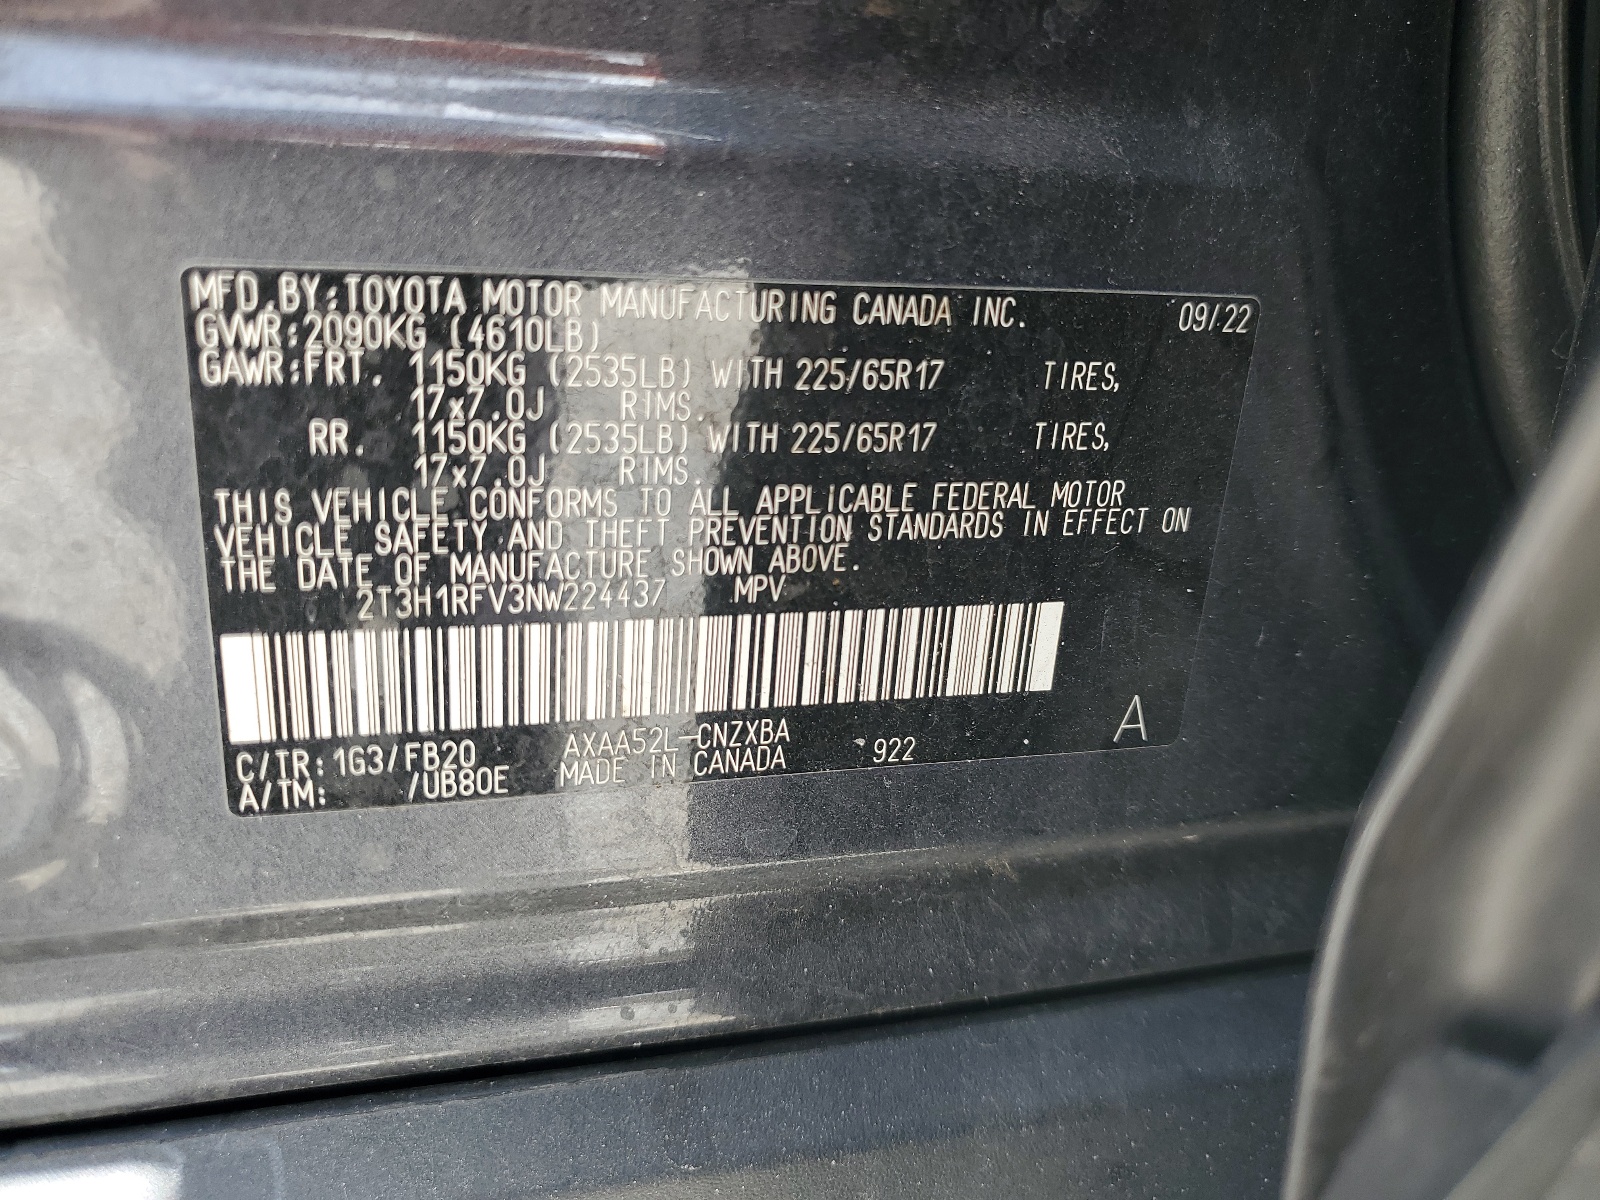 MFD.BY:TOYOTA MOTOR MANUFACTURING CANADA INC. 09/22
GVWR:2090KG (4610LB)
GAWR:FRT. 1150KG (2535LB) WITH 225/65R17 TIRES,
17x7.0J RIMS.
RR. 1150KG (2535LB) WITH 225/65R17 TIRES,
17x7.0J RIMS.
THIS VEHICLE CONFORMS TO ALL APPLICABLE FEDERAL MOTOR
VEHICLE SAFETY AND THEFT PREVENTION STANDARDS IN EFFECT ON
THE DATE OF MANUFACTURE SHOWN ABOVE.
2T3H1RFV3NW224437 MPV
C/TR:1G3/FB20 AXAA52L-CNZXBA 922 A
A/TM: /UB80E MADE IN CANADA